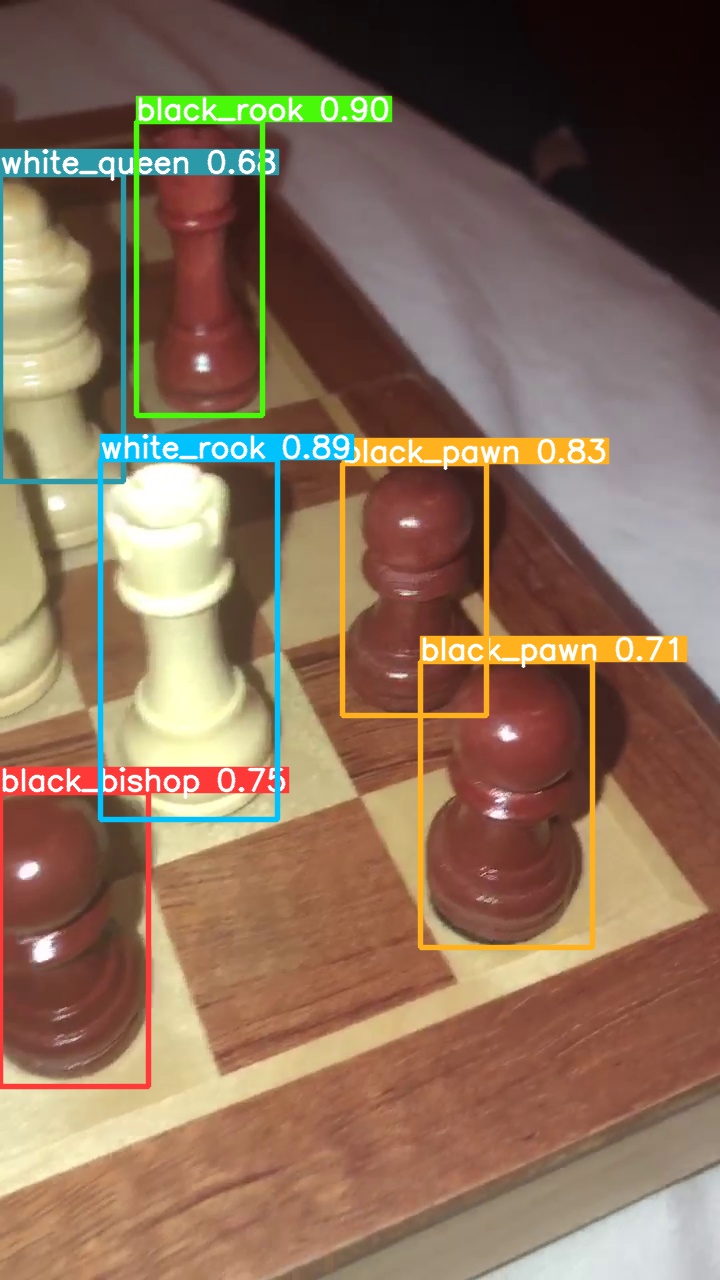 black_rook 0.90
white_queen 0.68
white_rook 0.89
black_pawn 0.83
black_pawn 0.71
black_bishop 0.75